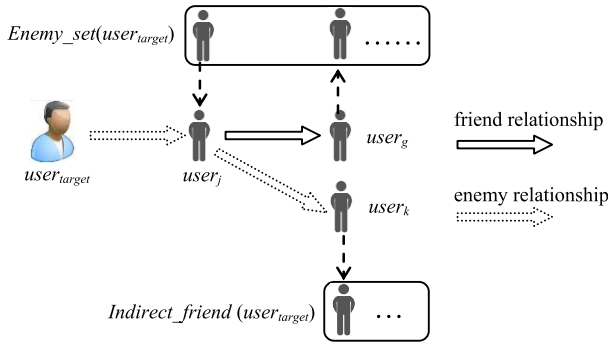 Enemy_set(user_target)
......
user_target
user_j
user_g
friend relationship
user_k
enemy relationship
Indirect_friend (user_target)
...